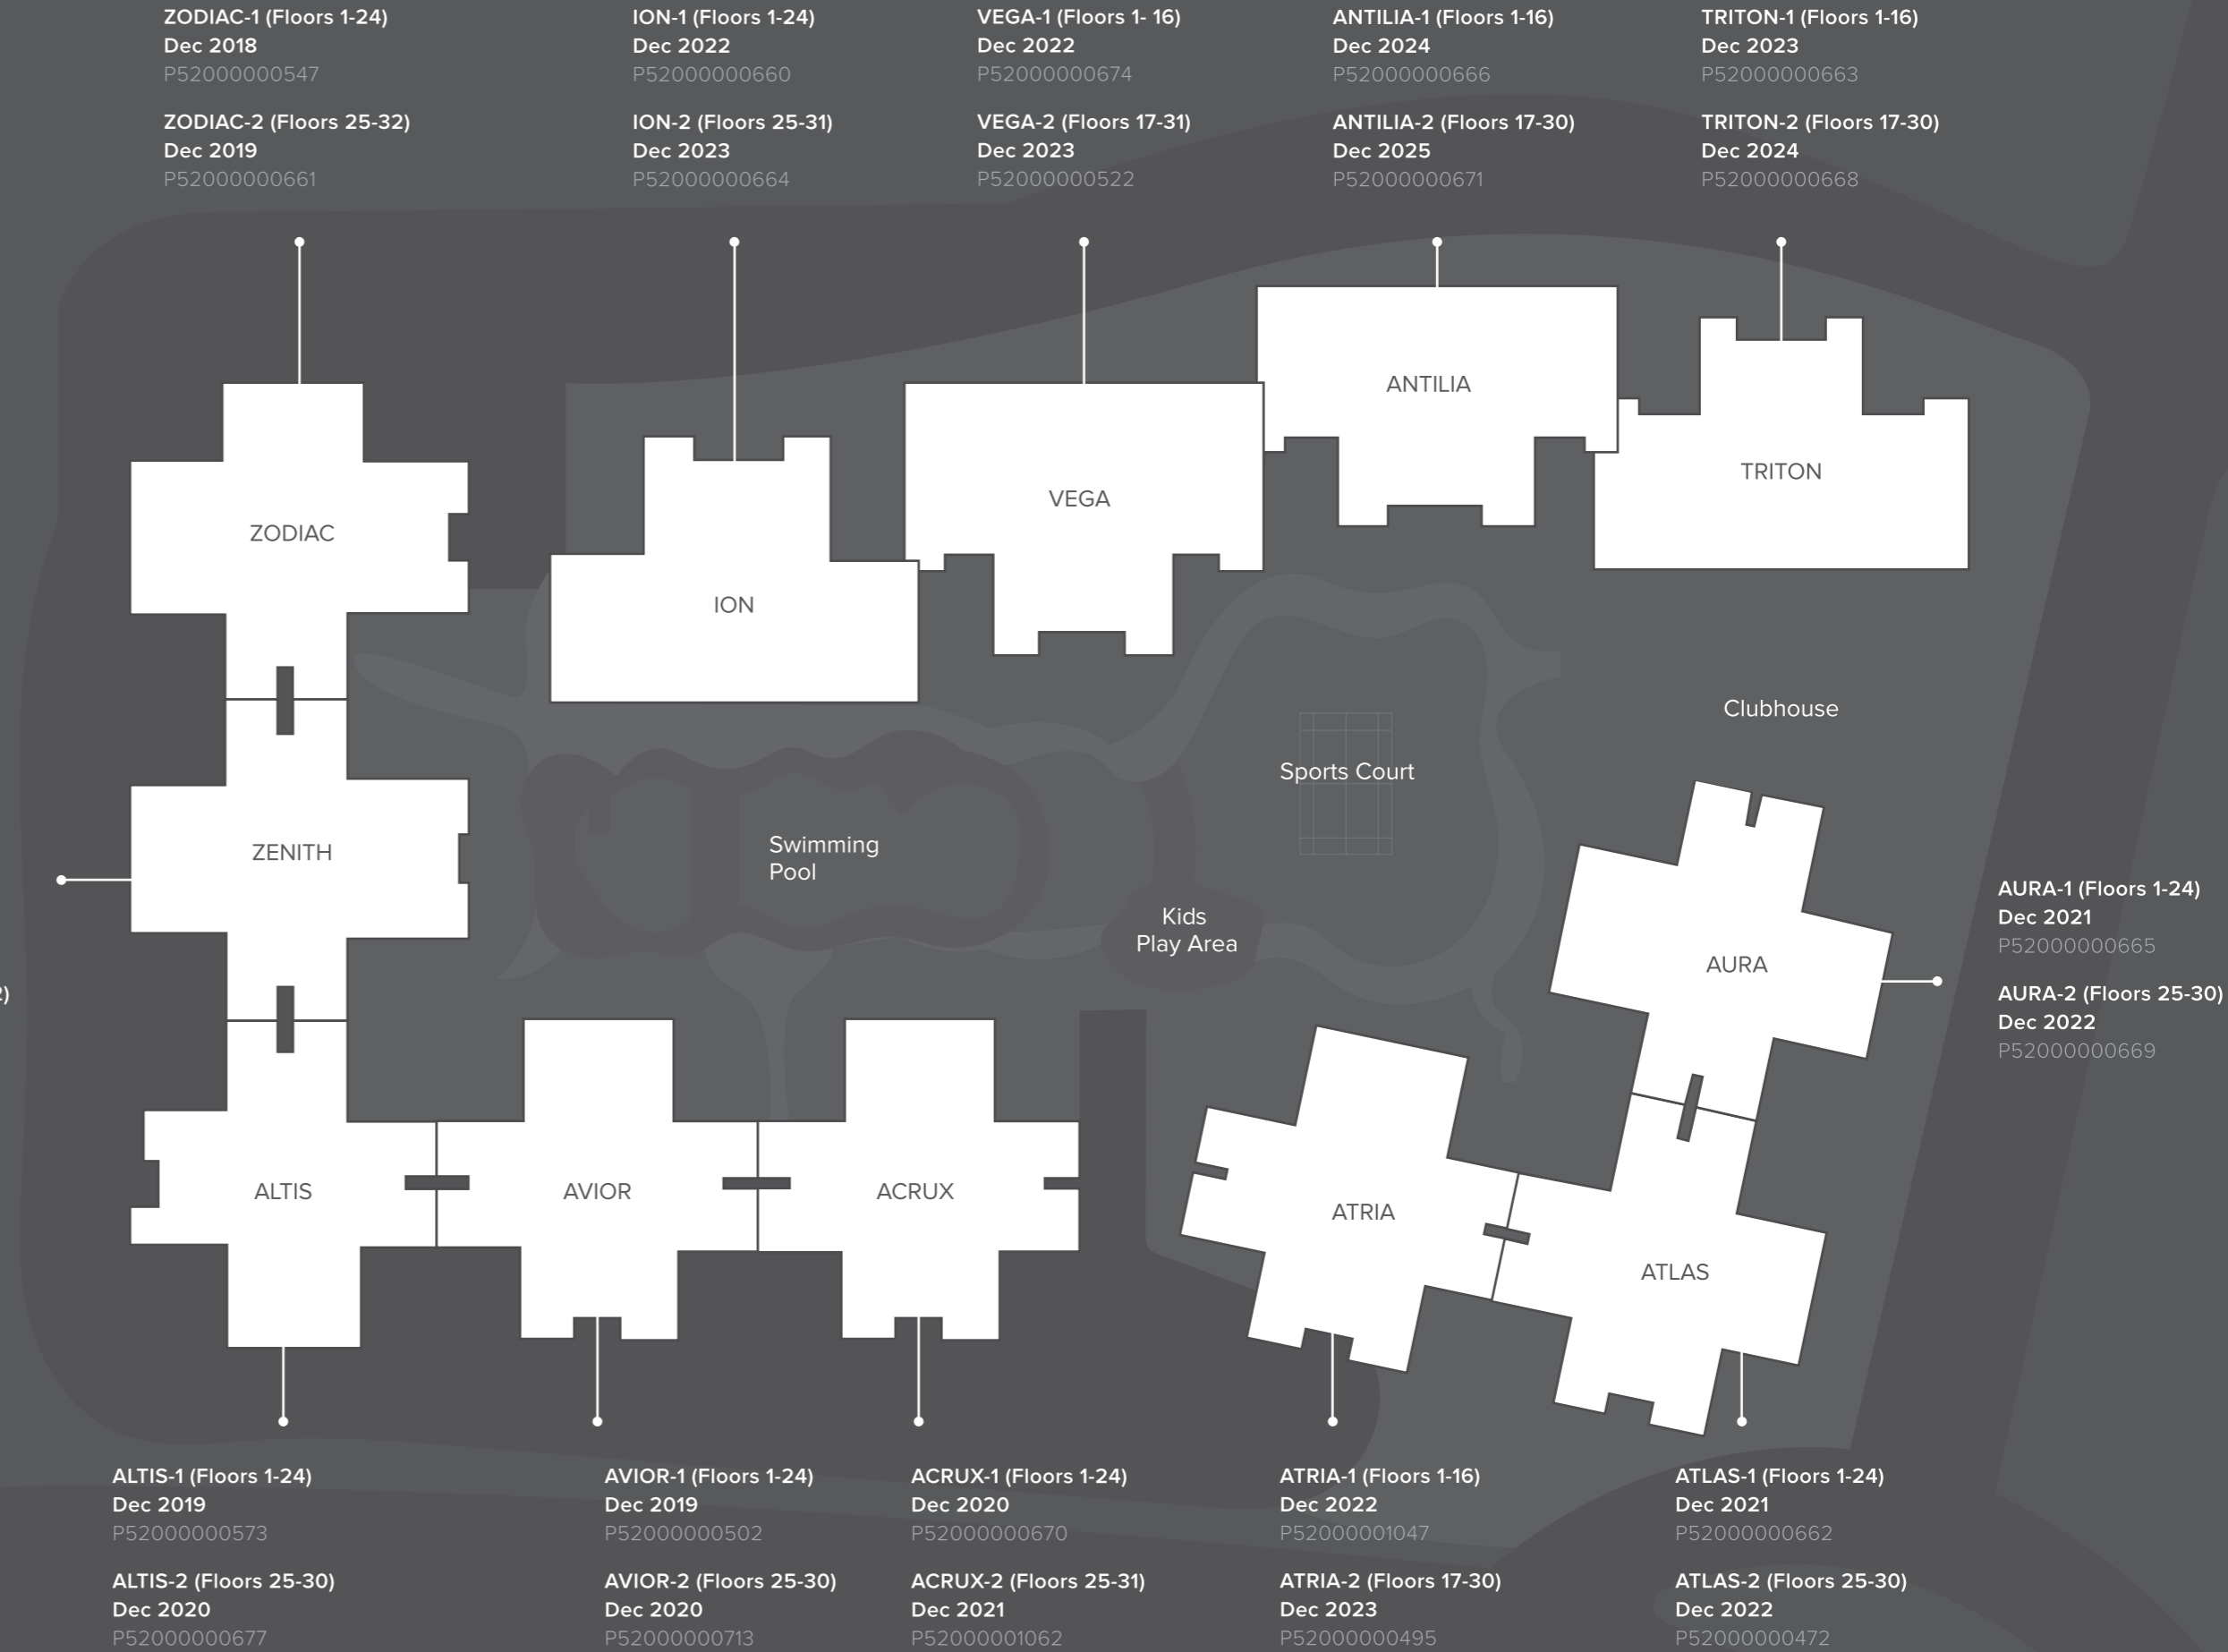 ZODIAC-1 (Floors 1-24)
Dec 2018
P52000000547
ZODIAC-2 (Floors 25-32)
Dec 2019
P52000000661
ION-1 (Floors 1-24)
Dec 2022
P52000000660
ION-2 (Floors 25-31)
Dec 2023
P52000000664
VEGA-1 (Floors 1- 16)
Dec 2022
P52000000674
VEGA-2 (Floors 17-31)
Dec 2023
P52000000522
ANTILIA-1 (Floors 1-16)
Dec 2024
P52000000666
ANTILIA-2 (Floors 17-30)
Dec 2025
P52000000671
TRITON-1 (Floors 1-16)
Dec 2023
P52000000663
TRITON-2 (Floors 17-30)
Dec 2024
P52000000668
ANTILIA
TRITON
VEGA
ZODIAC
ION
Clubhouse
Sports Court
Swimming
Pool
ZENITH
Kids
Play Area
AURA
AURA-1 (Floors 1-24)
Dec 2021
P52000000665
AURA-2 (Floors 25-30)
Dec 2022
P52000000669
ALTIS
AVIOR
ACRUX
ATRIA
ATLAS
ALTIS-1 (Floors 1-24)
Dec 2019
P52000000573
ALTIS-2 (Floors 25-30)
Dec 2020
P52000000677
AVIOR-1 (Floors 1-24)
Dec 2019
P52000000502
AVIOR-2 (Floors 25-30)
Dec 2020
P52000000713
ACRUX-1 (Floors 1-24)
Dec 2020
P52000000670
ACRUX-2 (Floors 25-31)
Dec 2021
P52000001062
ATRIA-1 (Floors 1-16)
Dec 2022
P52000001047
ATRIA-2 (Floors 17-30)
Dec 2023
P52000000495
ATLAS-1 (Floors 1-24)
Dec 2021
P52000000662
ATLAS-2 (Floors 25-30)
Dec 2022
P52000000472